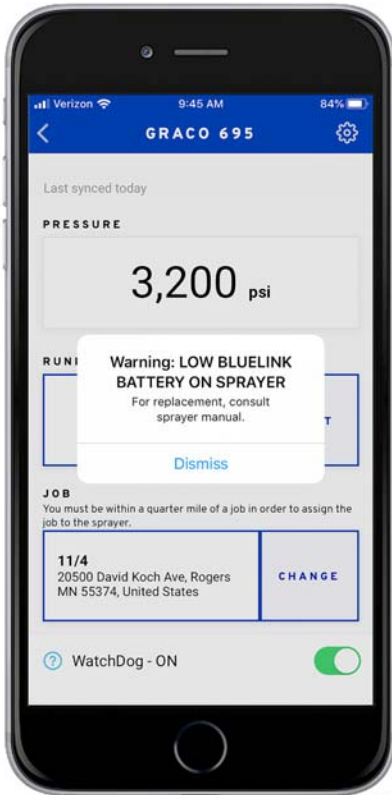 Verizon 9:45 AM 84%
GRACO 695
Last synced today
PRESSURE
3,200 psi
Warning: LOW BLUELINK
BATTERY ON SPRAYER
For replacement, consult
sprayer manual.
Dismiss
JOB
You must be within a quarter mile of a job in order to assign the
job to the sprayer.
11/4
20500 David Koch Ave, Rogers
MN 55374, United States
CHANGE
? WatchDog - ON